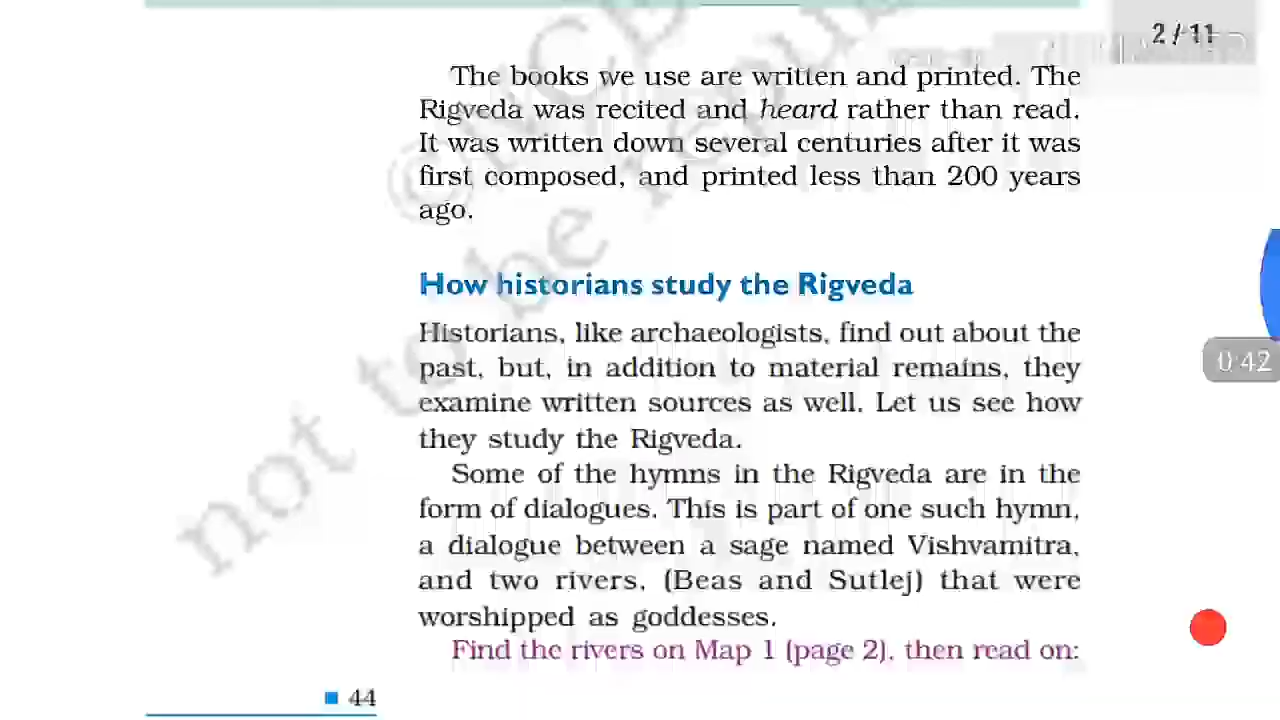 2 / 11
The books we use are written and printed. The
Rigveda was recited and heard rather than read.
It was written down several centuries after it was
first composed, and printed less than 200 years
ago.
How historians study the Rigveda
Historians, like archaeologists, find out about the
past, but, in addition to material remains, they
examine written sources as well. Let us see how
they study the Rigveda.
Some of the hymns in the Rigveda are in the
form of dialogues. This is part of one such hymn,
a dialogue between a sage named Vishvamitra,
and two rivers, (Beas and Sutlej) that were
worshipped as goddesses.
Find the rivers on Map 1 (page 2), then read on:
44
0:42
not to be repu